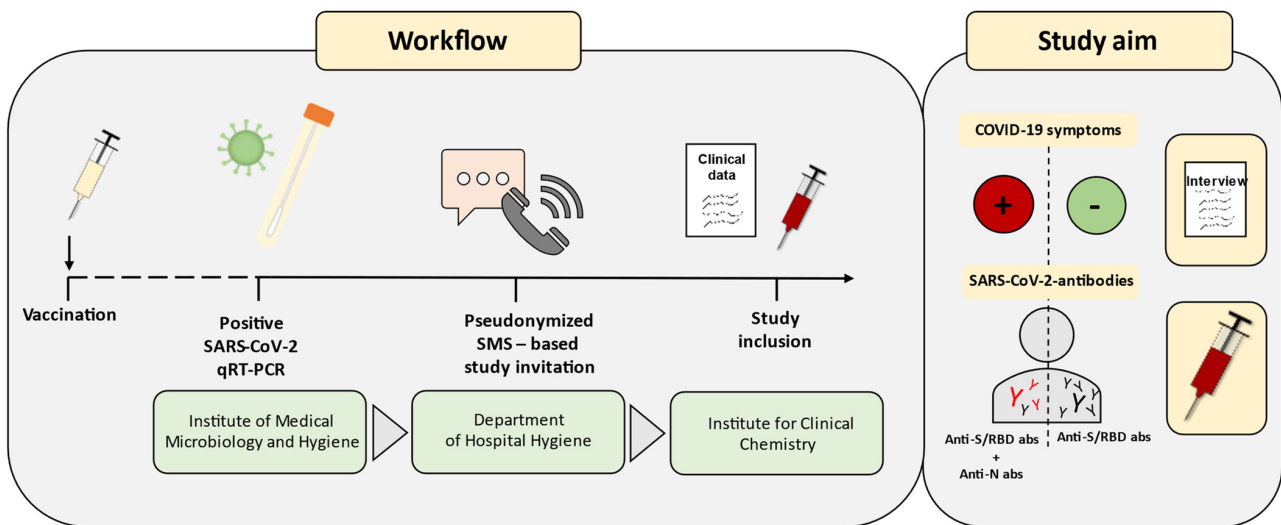 Workflow
Study aim
Clinical
data
COVID-19 symptoms
+
-
Interview
Vaccination
Positive
SARS-CoV-2
qRT-PCR
Pseudonymized
SMS – based
study invitation
Study
inclusion
SARS-CoV-2-antibodies
Institute of Medical
Microbiology and Hygiene
Department
of Hospital Hygiene
Institute for Clinical
Chemistry
Anti-S/RBD abs
+
Anti-N abs
Anti-S/RBD abs